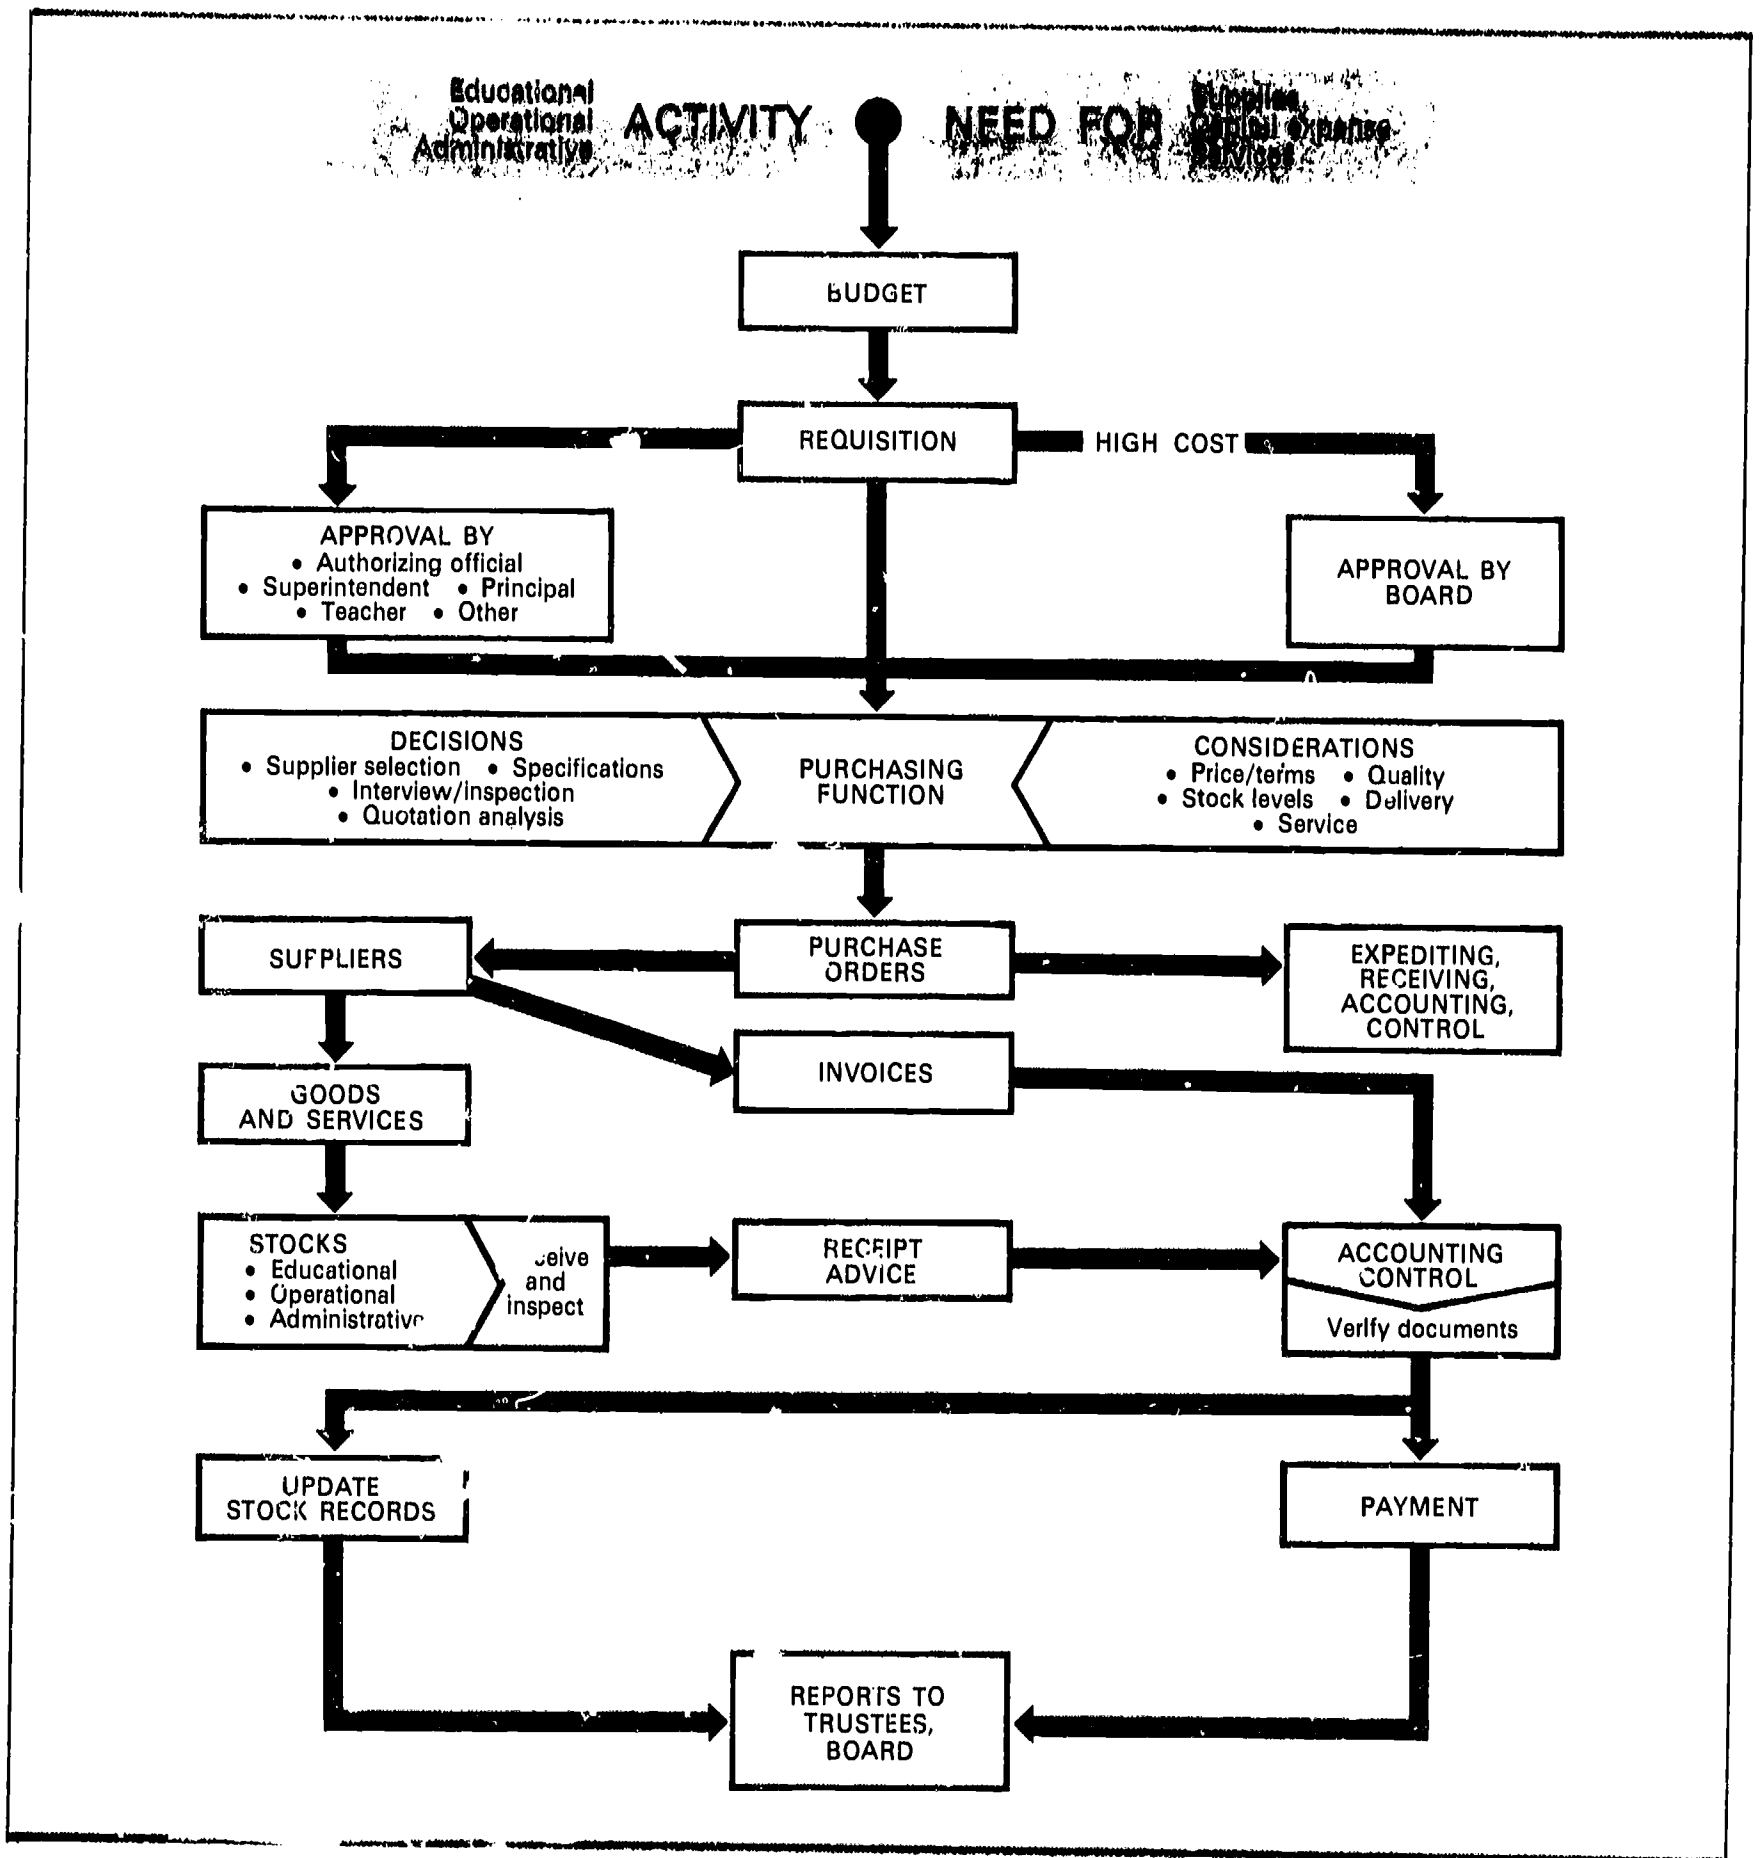 Educational
Operational
Administrative
ACTIVITY
NEED FOR
Supplies
Capital expense
Services
BUDGET
REQUISITION
HIGH COST
APPROVAL BY
• Authorizing official
• Superintendent • Principal
• Teacher • Other
APPROVAL BY
BOARD
DECISIONS
• Supplier selection • Specifications
• Interview/inspection
• Quotation analysis
PURCHASING
FUNCTION
CONSIDERATIONS
• Price/terms • Quality
• Stock levels • Delivery
• Service
SUPPLIERS
PURCHASE
ORDERS
EXPEDITING,
RECEIVING,
ACCOUNTING,
CONTROL
INVOICES
GOODS
AND SERVICES
STOCKS
• Educational
• Operational
• Administrative
and
inspect
RECEIPT
ADVICE
ACCOUNTING
CONTROL
Verify documents
UPDATE
STOCK RECORDS
PAYMENT
REPORTS TO
TRUSTEES,
BOARD